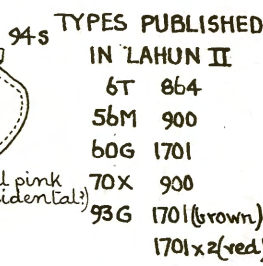 94s
TYPES PUBLISHED
IN LAHUN II
6T 864
56M 900
60G 1701
pink
70X 900
idental?)
93G 1701 (brown)
1701 x 2 (red)